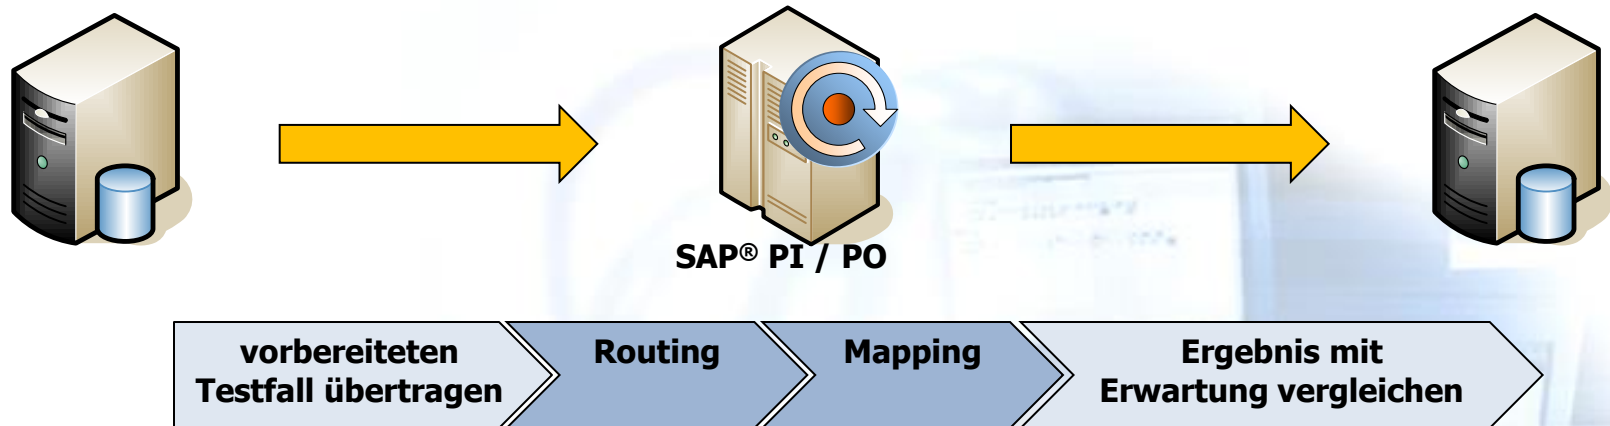 SAP® PI / PO
vorbereiteten
Testfall übertragen
Routing
Mapping
Ergebnis mit
Erwartung vergleichen